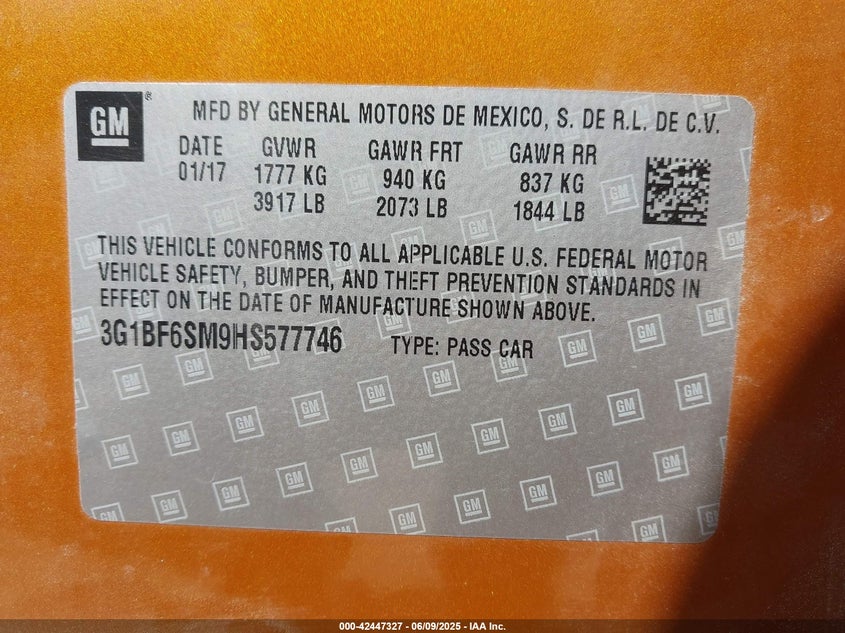 GM ®
MFD BY GENERAL MOTORS DE MEXICO, S. DE R.L. DE C.V.
DATE GVWR GAWR FRT GAWR RR
01/17 1777 KG 940 KG 837 KG
3917 LB 2073 LB 1844 LB
THIS VEHICLE CONFORMS TO ALL APPLICABLE U.S. FEDERAL MOTOR
VEHICLE SAFETY, BUMPER, AND THEFT PREVENTION STANDARDS IN
EFFECT ON THE DATE OF MANUFACTURE SHOWN ABOVE.
3G1BF6SM9HS577746 TYPE: PASS CAR
000-42447327 | 06/09/2025 - IAA Inc.